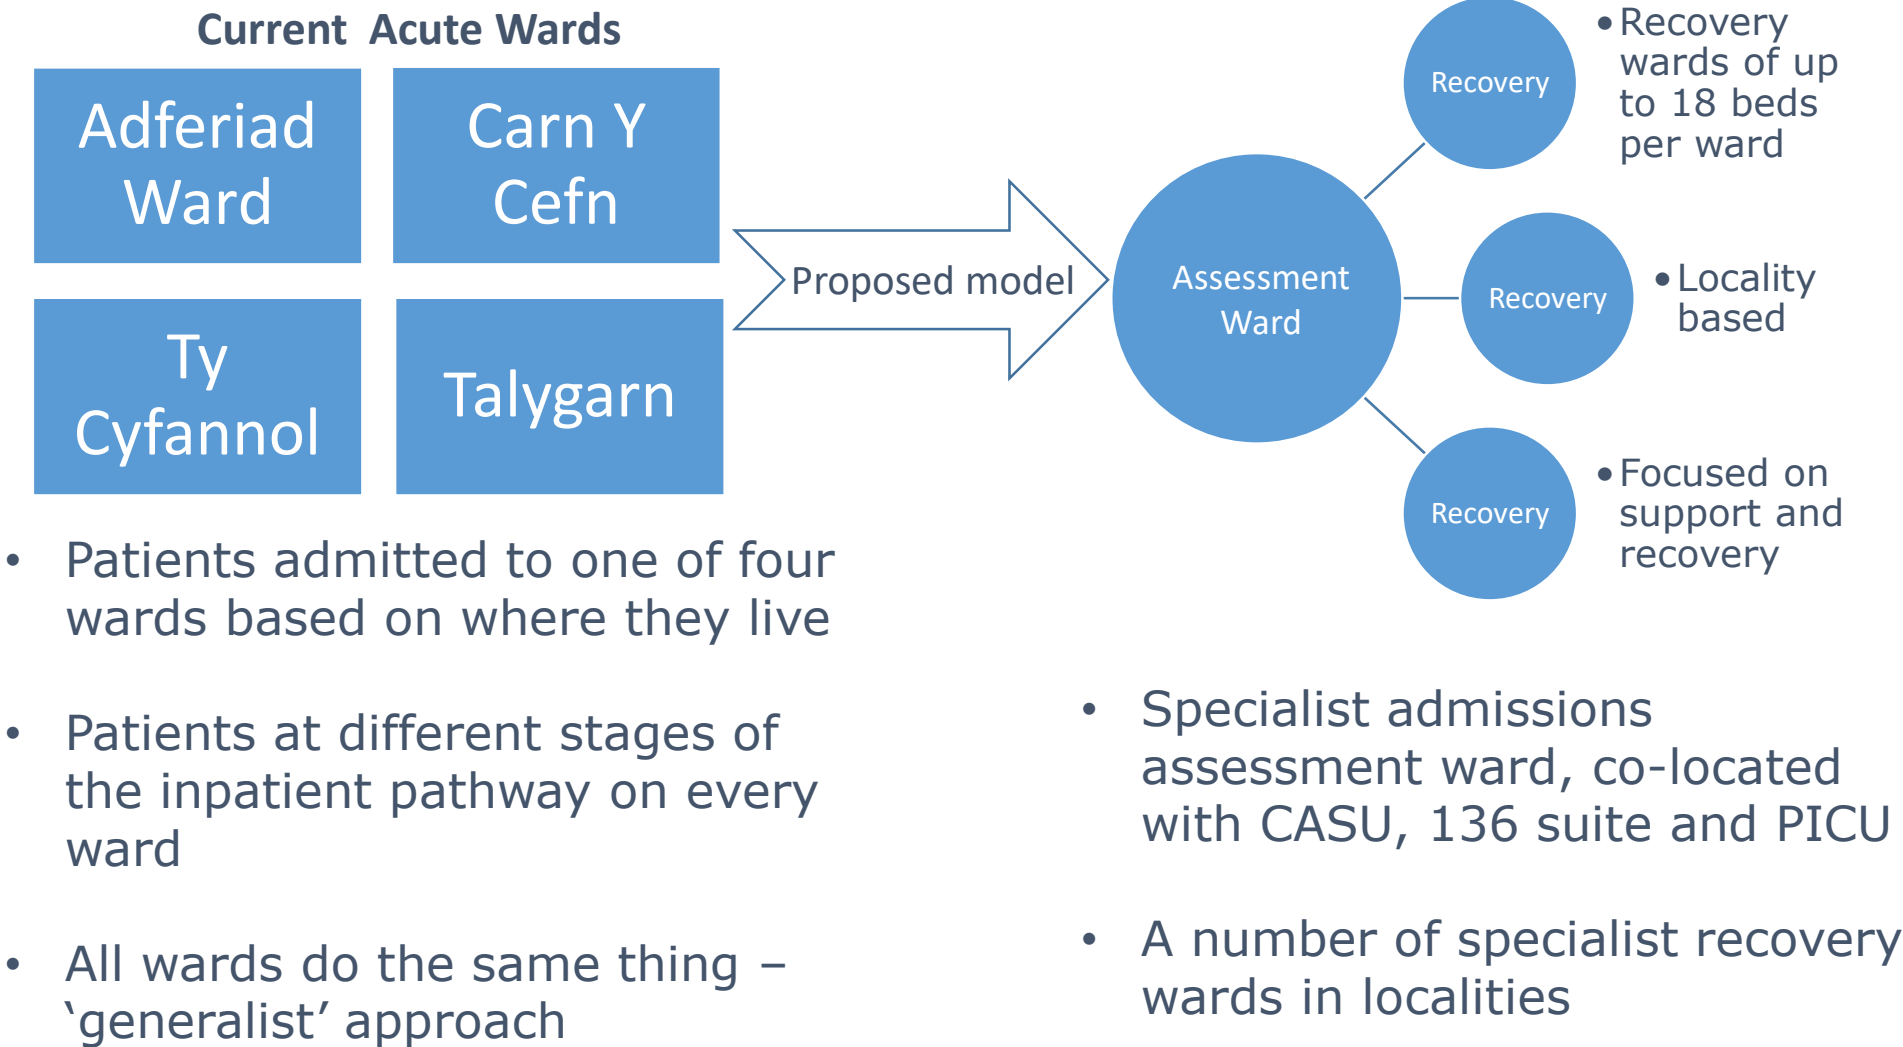 Current Acute Wards
Adferiad
Ward
Carn Y
Cefn
Ty
Cyfannol
Talygarn
Proposed model
Assessment
Ward
Recovery
• Recovery
wards of up
to 18 beds
per ward
Recovery
• Locality
based
Recovery
• Focused on
support and
recovery
• Patients admitted to one of four
wards based on where they live
• Patients at different stages of
the inpatient pathway on every
ward
• All wards do the same thing –
‘generalist’ approach
• Specialist admissions
assessment ward, co-located
with CASU, 136 suite and PICU
• A number of specialist recovery
wards in localities